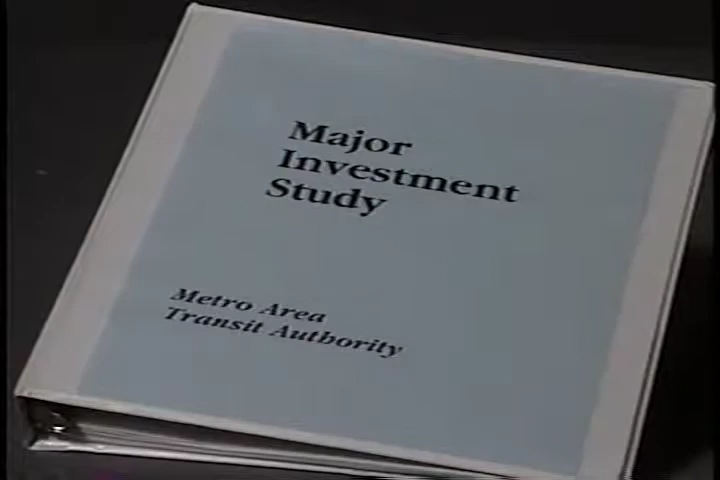 Major
Investment
Study
Metro Area
Transit Authority